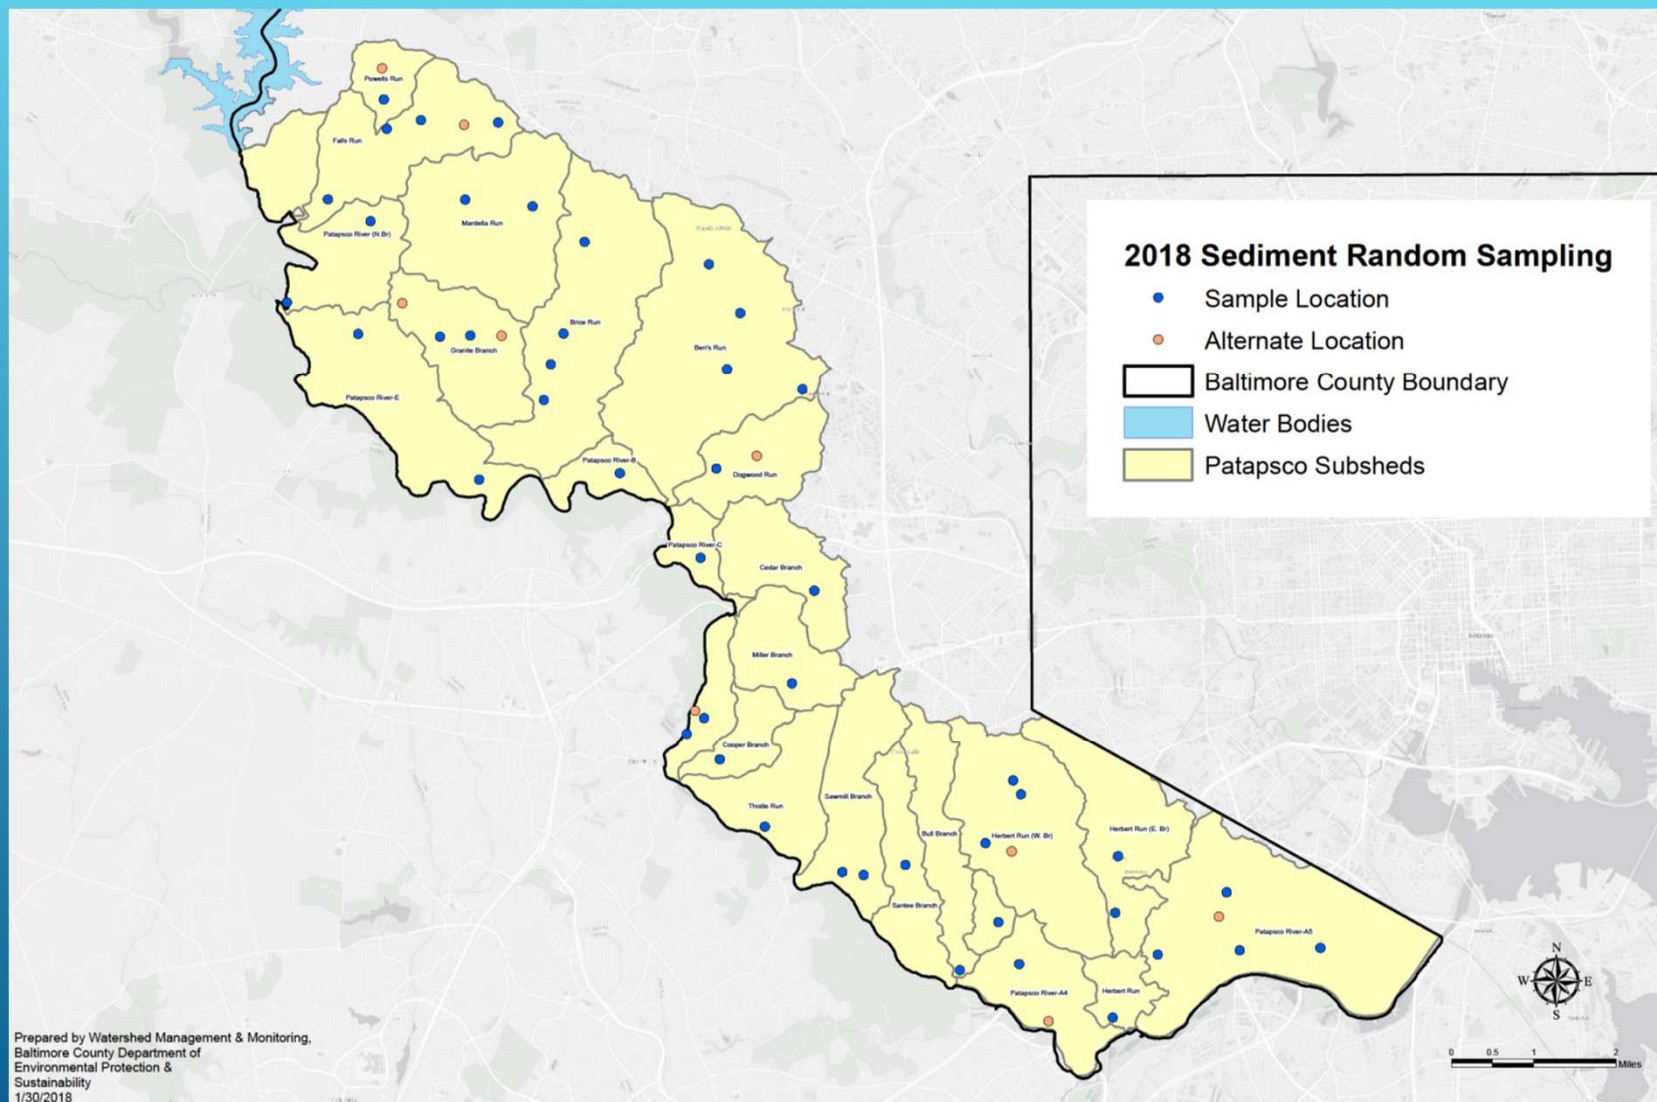 2018 Sediment Random Sampling
Sample Location
Alternate Location
Baltimore County Boundary
Water Bodies
Patapsco Subsheds
Powells Run
Falls Run
Mardella Run
Patapsco River (N.Br)
Brice Run
Ben's Run
Granite Branch
Patapsco River-E
Patapsco River-B
Dogwood Run
Patapsco River-C
Cedar Branch
Miller Branch
Cooper Branch
Thistle Run
Sawmill Branch
Bull Branch
Herbert Run (W. Br)
Herbert Run (E. Br)
Santee Branch
Patapsco River-A5
Patapsco River-A4
Herbert Run
N
W E
S
0 0.5 1 2
Miles
Prepared by Watershed Management & Monitoring,
Baltimore County Department of
Environmental Protection &
Sustainability
1/30/2018